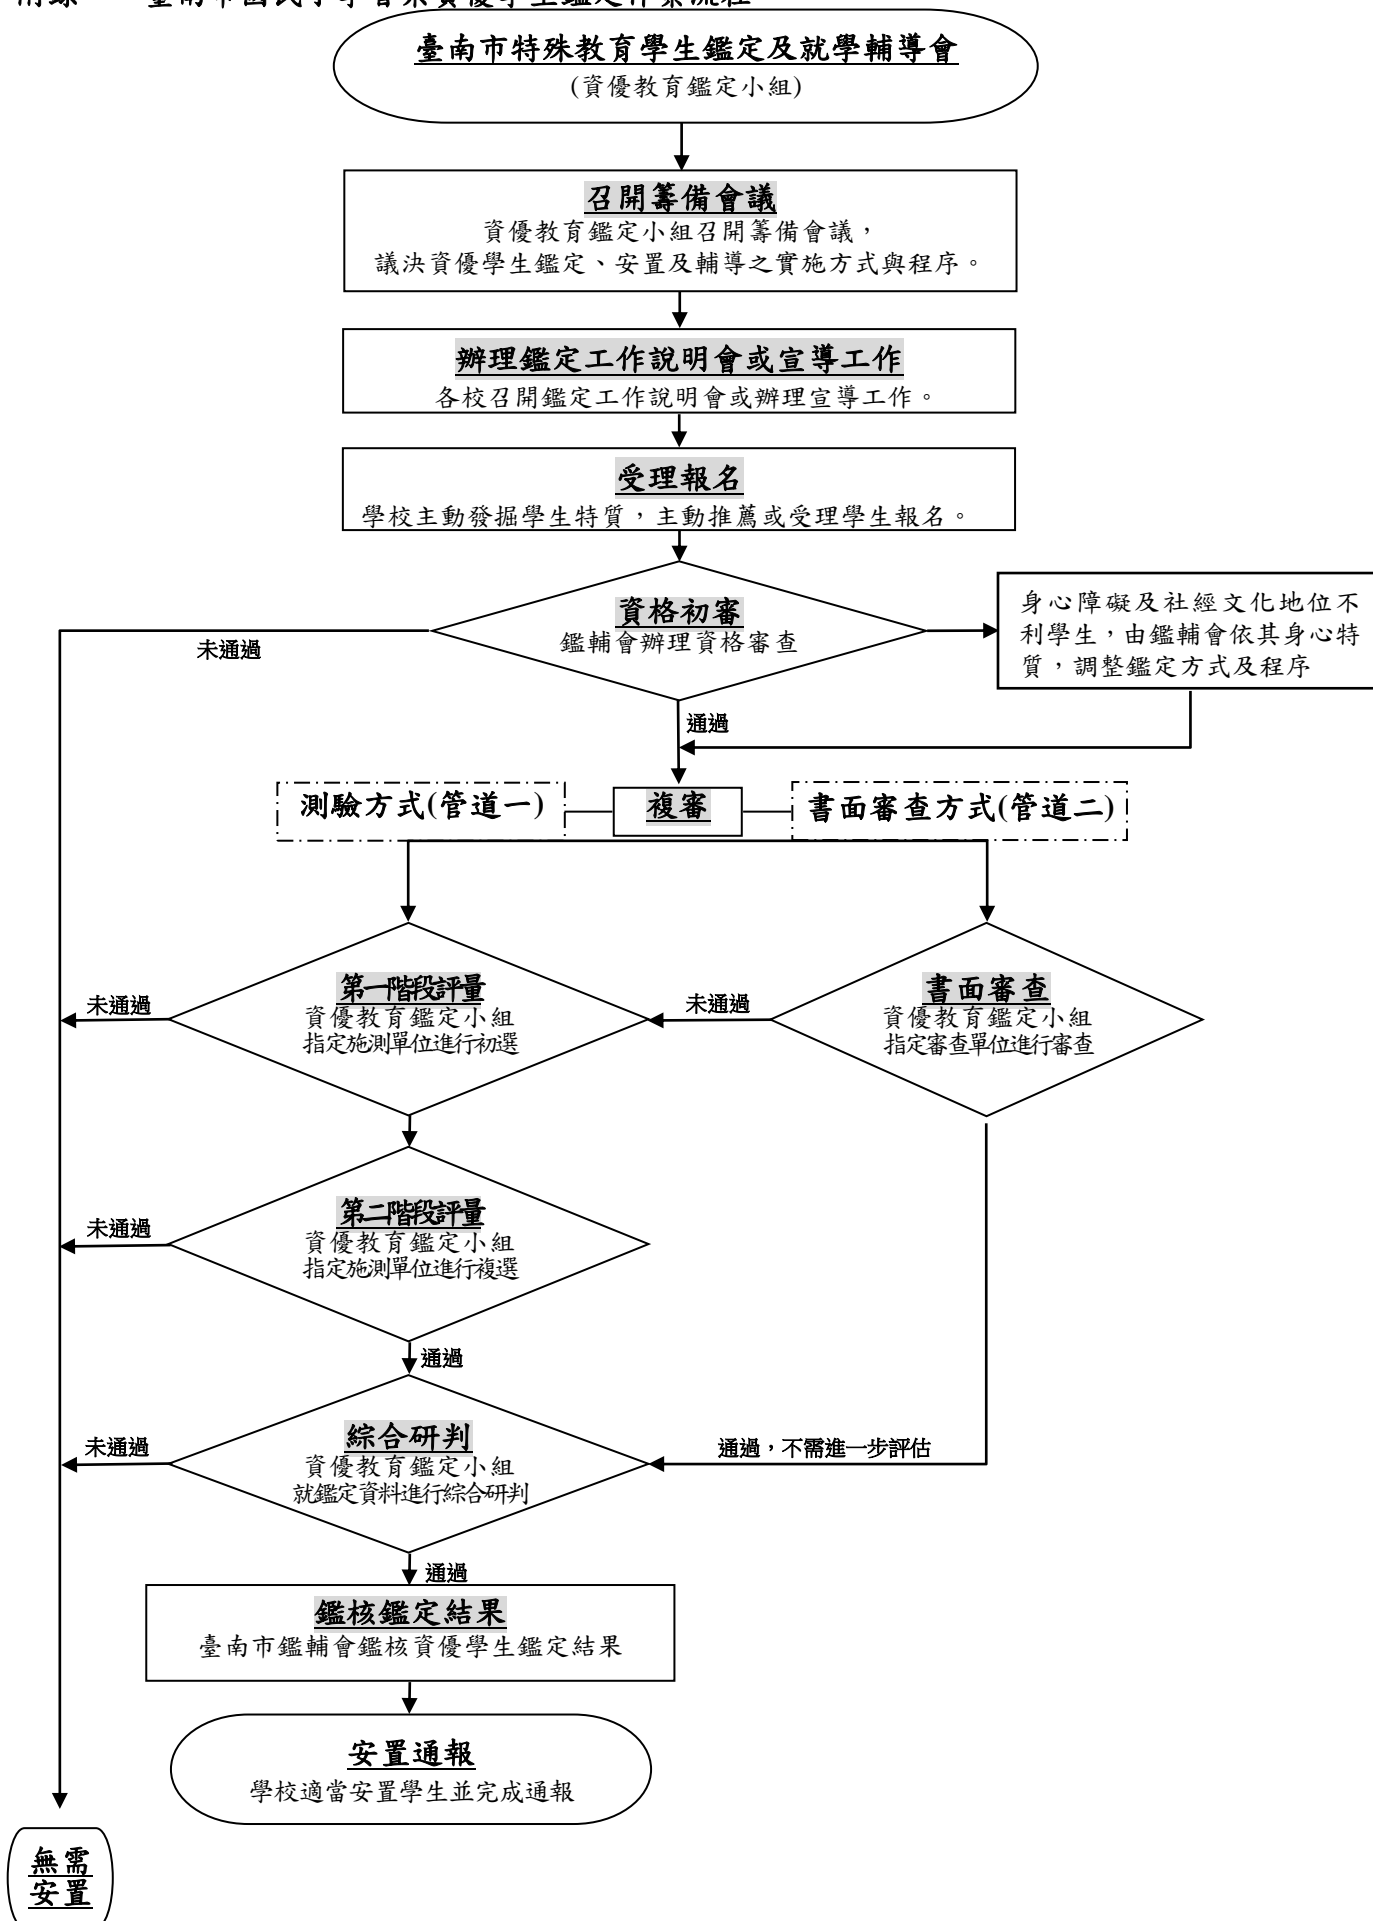 臺南市特殊教育學生鑑定及就學輔導會
(資優教育鑑定小組)
召開籌備會議
資優教育鑑定小組召開籌備會議，
議決資優學生鑑定、安置及輔導之實施方式與程序。
辦理鑑定工作說明會或宣導工作
各校召開鑑定工作說明會或辦理宣導工作。
受理報名
學校主動發掘學生特質，主動推薦或受理學生報名。
資格初審
鑑輔會辦理資格審查
未通過
身心障礙及社經文化地位不
利學生，由鑑輔會依其身心特
質，調整鑑定方式及程序
通過
測驗方式(管道一)
複審
書面審查方式(管道二)
第一階段評量
資優教育鑑定小組
指定施測單位進行初選
未通過
未通過
書面審查
資優教育鑑定小組
指定審查單位進行審查
第二階段評量
資優教育鑑定小組
指定施測單位進行複選
未通過
通過
綜合研判
資優教育鑑定小組
就鑑定資料進行綜合研判
未通過
通過，不需進一步評估
通過
鑑核鑑定結果
臺南市鑑輔會鑑核資優學生鑑定結果
安置通報
學校適當安置學生並完成通報
無需
安置